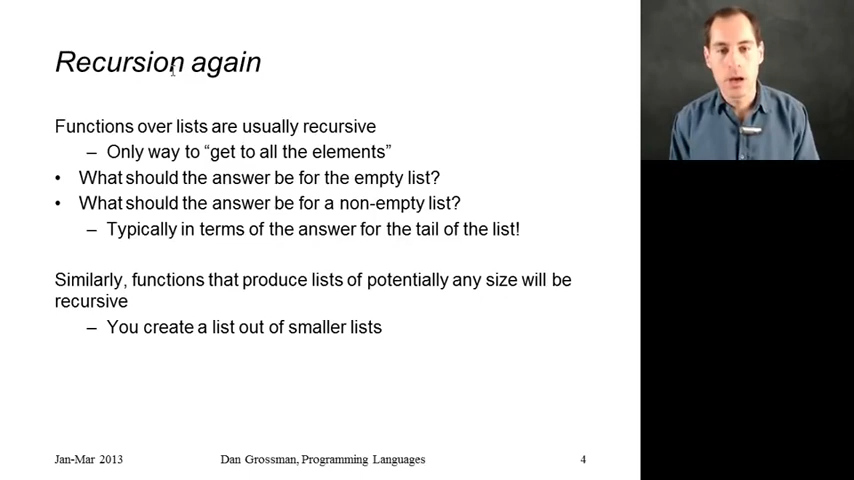 Recursion again
Functions over lists are usually recursive
– Only way to “get to all the elements”
• What should the answer be for the empty list?
• What should the answer be for a non-empty list?
– Typically in terms of the answer for the tail of the list!
Similarly, functions that produce lists of potentially any size will be
recursive
– You create a list out of smaller lists
Jan-Mar 2013 Dan Grossman, Programming Languages 4